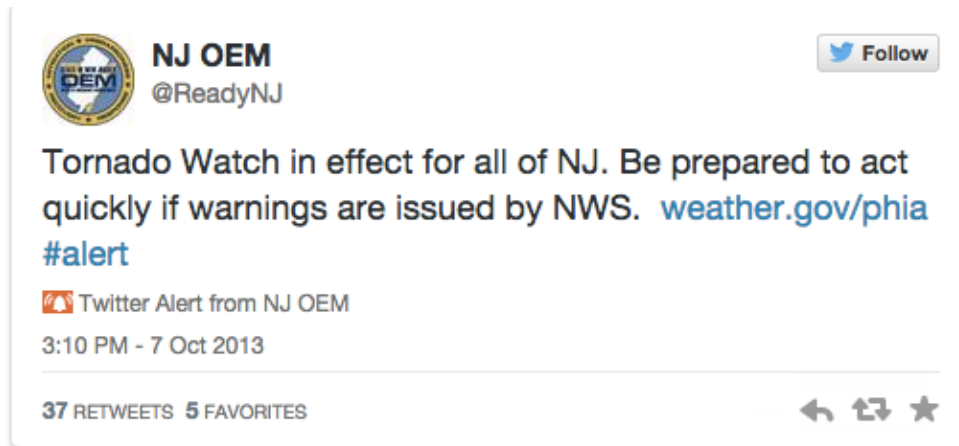 NJ OEM
@ReadyNJ
Follow
Tornado Watch in effect for all of NJ. Be prepared to act
quickly if warnings are issued by NWS. weather.gov/phia
#alert
Twitter Alert from NJ OEM
3:10 PM - 7 Oct 2013
37 RETWEETS 5 FAVORITES
OEM